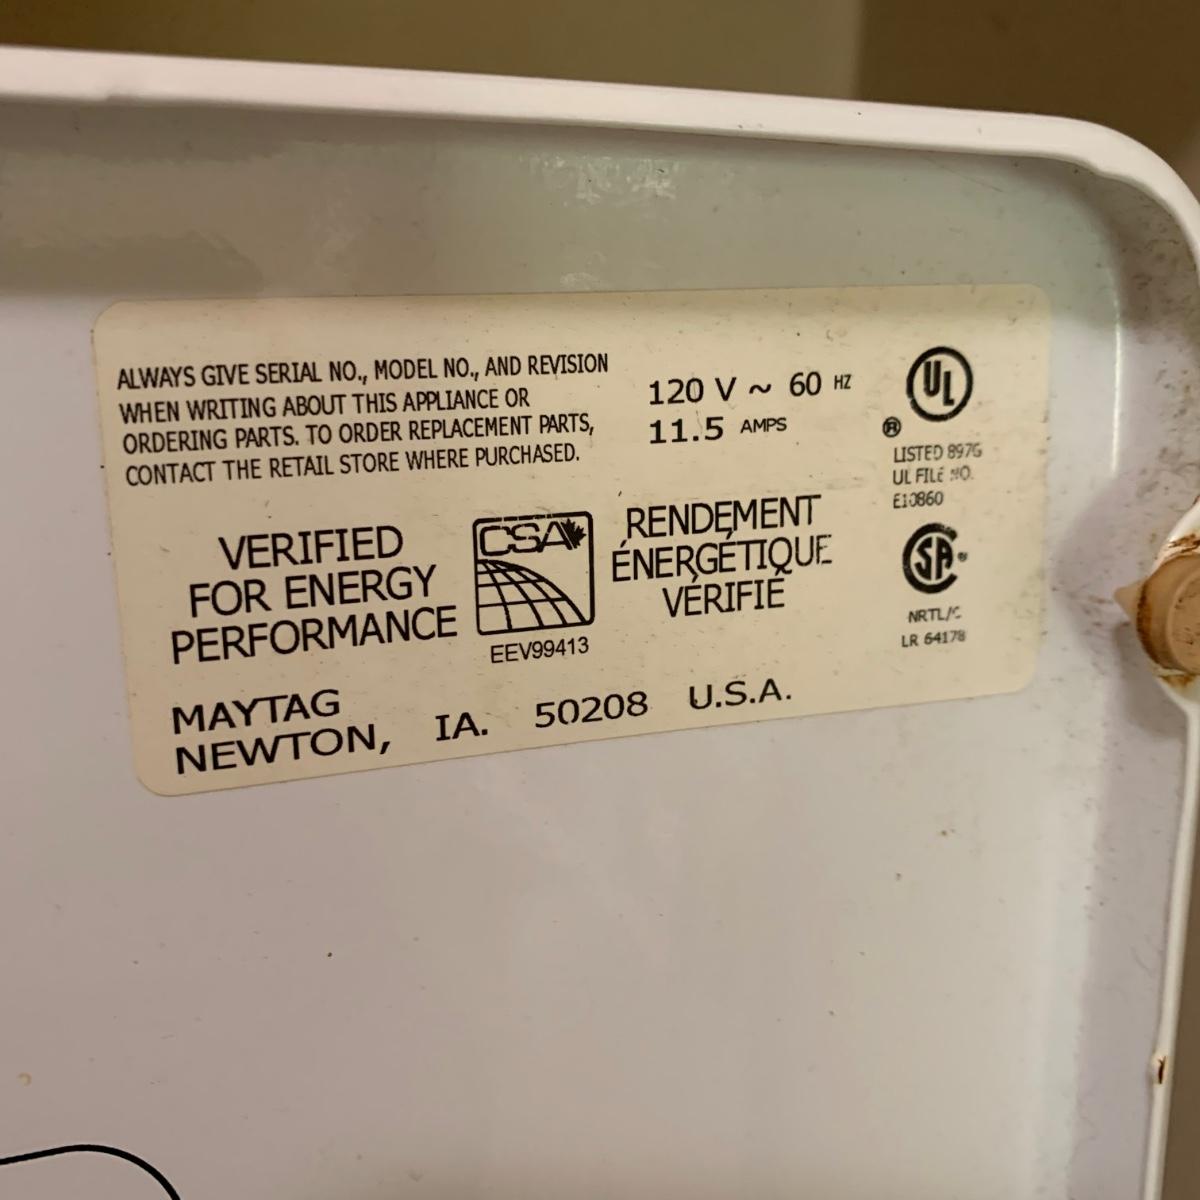 ALWAYS GIVE SERIAL NO., MODEL NO., AND REVISION
WHEN WRITING ABOUT THIS APPLIANCE OR
ORDERING PARTS. TO ORDER REPLACEMENT PARTS,
CONTACT THE RETAIL STORE WHERE PURCHASED.
120 V ~ 60 HZ
11.5 AMPS
UL
®
LISTED 897G
UL FILE NO.
E10860
VERIFIED
FOR ENERGY
PERFORMANCE
CSA
EEV99413
RENDEMENT
ÉNERGÉTIQUE
VÉRIFIÉ
SA
NRTL/C
LR 64178
MAYTAG
NEWTON, IA. 50208 U.S.A.